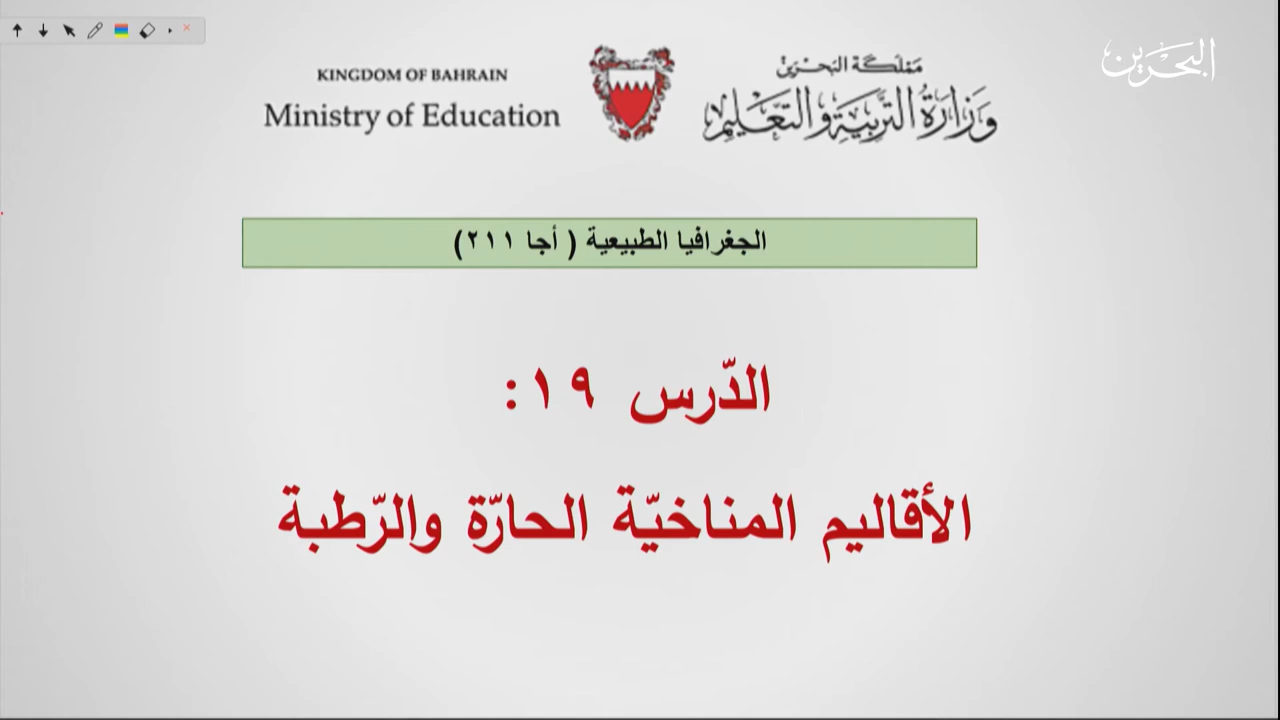 البحرين
KINGDOM OF BAHRAIN
Ministry of Education
مملكة البحرين
وزارة التربية والتعليم
الجغرافيا الطبيعية ( أجا ٢١١)
الدّرس ١٩:
الأقاليم المناخيّة الحارّة والرّطبة